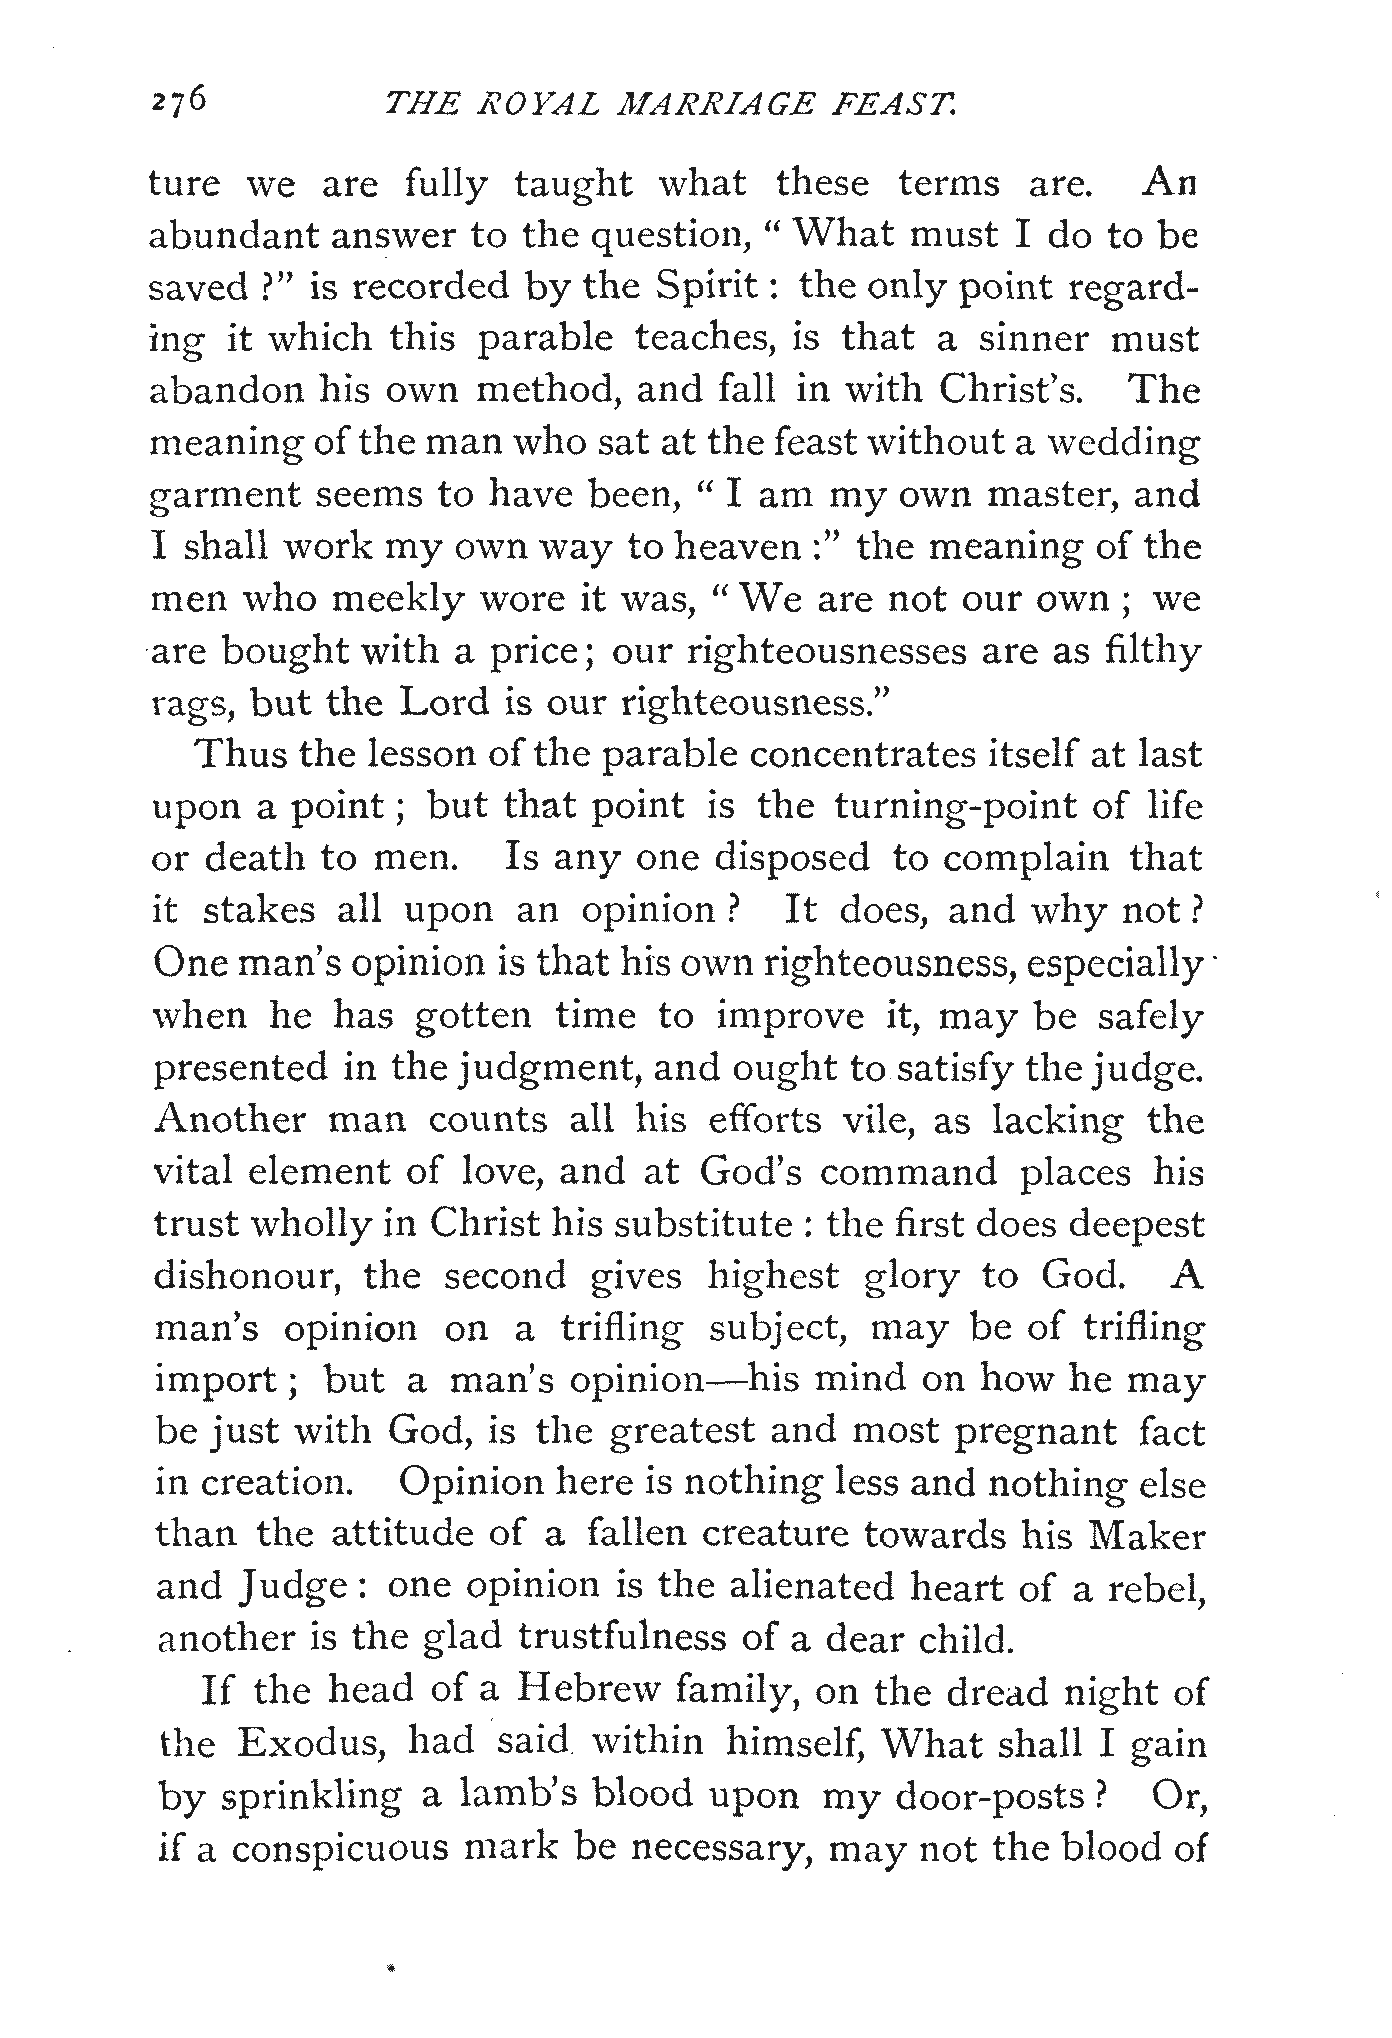 276 THE ROYAL MARRIAGE FEAST.
ture we are fully taught what these terms are. An
abundant answer to the question, “ What must I do to be
saved ?” is recorded by the Spirit : the only point regard-
ing it which this parable teaches, is that a sinner must
abandon his own method, and fall in with Christ’s. The
meaning of the man who sat at the feast without a wedding
garment seems to have been, “ I am my own master, and
I shall work my own way to heaven :” the meaning of the
men who meekly wore it was, “ We are not our own ; we
are bought with a price ; our righteousnesses are as filthy
rags, but the Lord is our righteousness.”
Thus the lesson of the parable concentrates itself at last
upon a point ; but that point is the turning-point of life
or death to men. Is any one disposed to complain that
it stakes all upon an opinion ? It does, and why not ?
One man’s opinion is that his own righteousness, especially
when he has gotten time to improve it, may be safely
presented in the judgment, and ought to satisfy the judge.
Another man counts all his efforts vile, as lacking the
vital element of love, and at God’s command places his
trust wholly in Christ his substitute : the first does deepest
dishonour, the second gives highest glory to God. A
man’s opinion on a trifling subject, may be of trifling
import ; but a man’s opinion—his mind on how he may
be just with God, is the greatest and most pregnant fact
in creation. Opinion here is nothing less and nothing else
than the attitude of a fallen creature towards his Maker
and Judge : one opinion is the alienated heart of a rebel,
another is the glad trustfulness of a dear child.
If the head of a Hebrew family, on the dread night of
the Exodus, had said within himself, What shall I gain
by sprinkling a lamb’s blood upon my door-posts ? Or,
if a conspicuous mark be necessary, may not the blood of